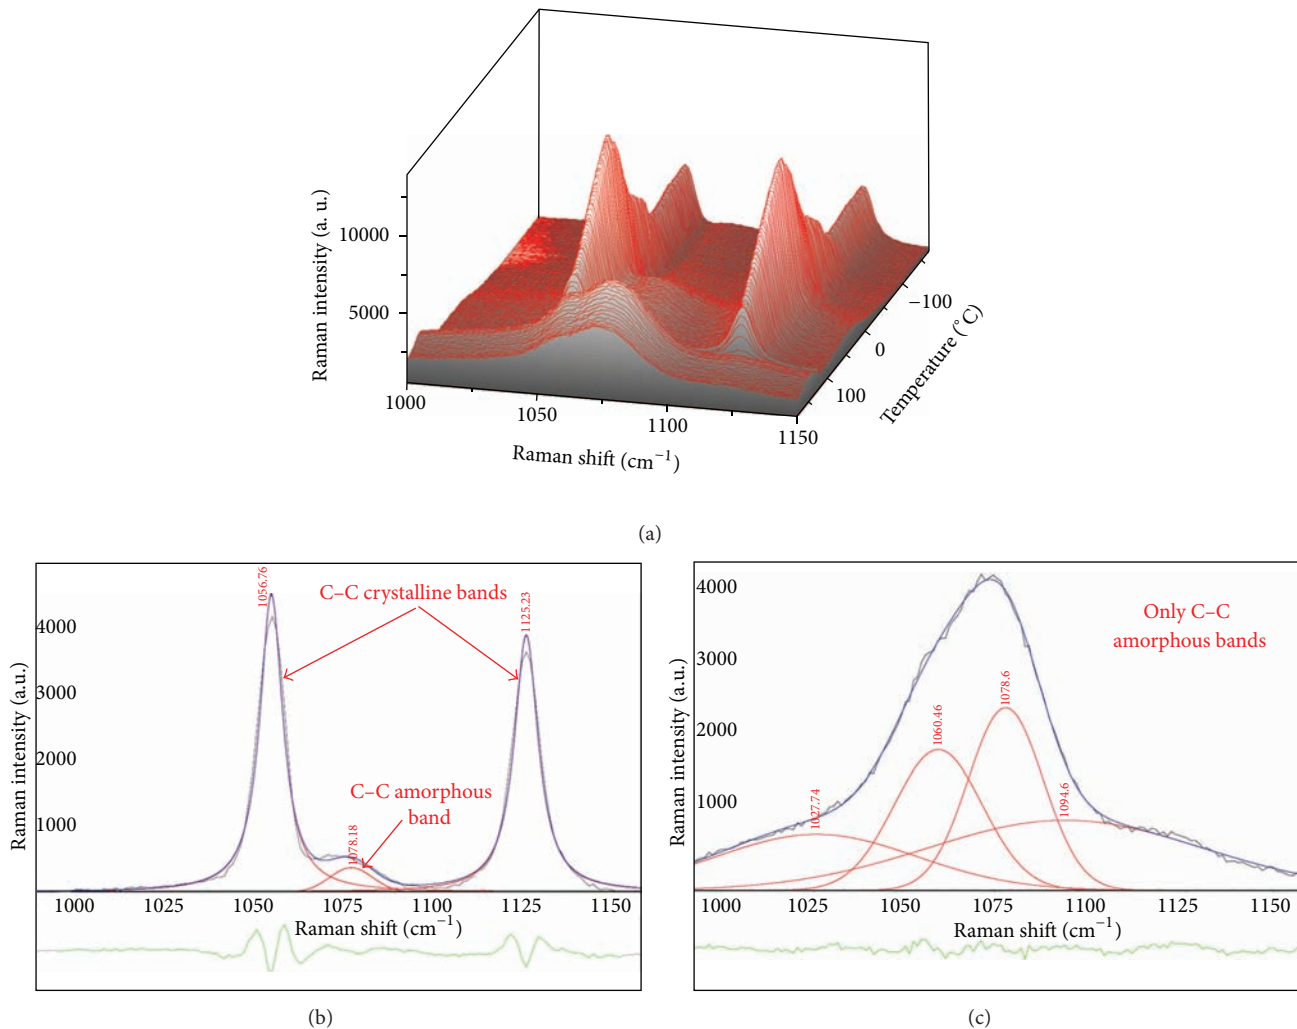 Raman intensity (a. u.)
10000
5000
1000
1050
1100
1150
Raman shift (cm−1)
−100
0
100
Temperature (°C)
(a)
Raman intensity (a.u.)
4000
3000
2000
1000
1056.76
C–C crystalline bands
1125.23
C–C amorphous
band
1078.18
1000
1025
1050
1075
1100
1125
1150
Raman shift (cm−1)
(b)
Raman intensity (a.u.)
4000
3000
2000
1000
Only C–C
amorphous bands
1027.74
1060.46
1078.6
1094.6
1000
1025
1050
1075
1100
1125
1150
Raman shift (cm−1)
(c)